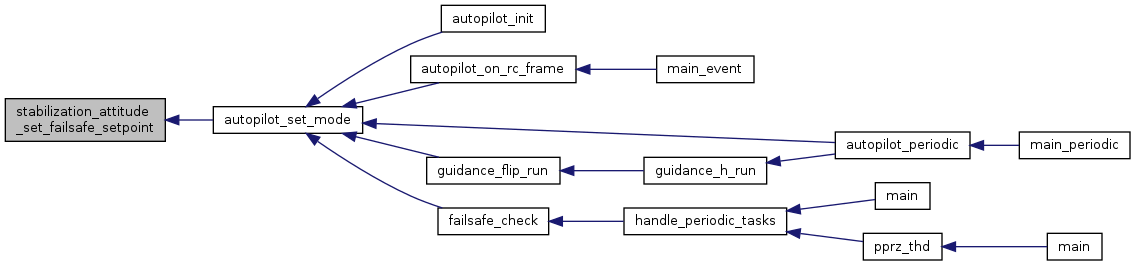 autopilot_init
autopilot_on_rc_frame
main_event
stabilization_attitude
_set_failsafe_setpoint
autopilot_set_mode
autopilot_periodic
main_periodic
guidance_flip_run
guidance_h_run
main
failsafe_check
handle_periodic_tasks
pprz_thd
main